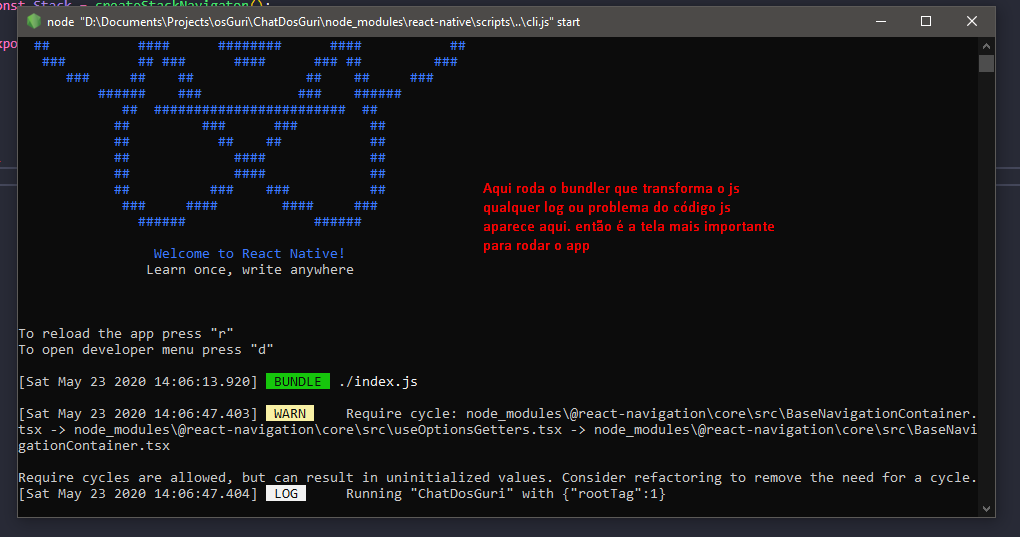 onst Stack = createStackNavigator();
node "D:\Documents\Projects\osGuri\ChatDosGuri\node_modules\react-native\scripts\..\cli.js" start
xpo
Aqui roda o bundler que transforma o js
qualquer log ou problema do código js
aparece aqui. então é a tela mais importante
para rodar o app
Welcome to React Native!
Learn once, write anywhere
To reload the app press "r"
To open developer menu press "d"
[Sat May 23 2020 14:06:13.920] BUNDLE ./index.js
[Sat May 23 2020 14:06:47.403] WARN Require cycle: node_modules\@react-navigation\core\src\BaseNavigationContainer.
tsx -> node_modules\@react-navigation\core\src\useOptionsGetters.tsx -> node_modules\@react-navigation\core\src\BaseNavi
gationContainer.tsx
Require cycles are allowed, but can result in uninitialized values. Consider refactoring to remove the need for a cycle.
[Sat May 23 2020 14:06:47.404] LOG Running "ChatDosGuri" with {"rootTag":1}